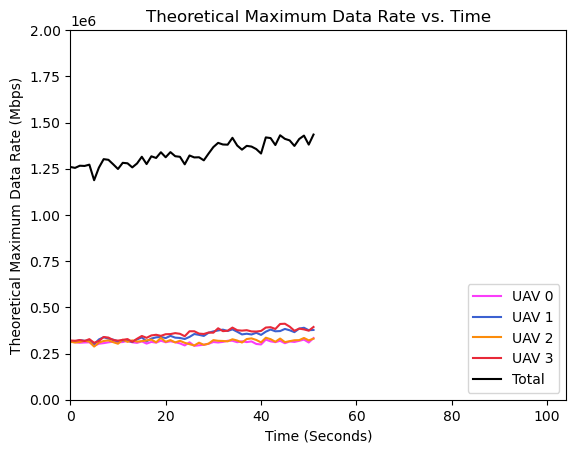 Theoretical Maximum Data Rate vs. Time
1e6
2.00
1.75
1.50
1.25
1.00
0.75
0.50
0.25
0.00
Theoretical Maximum Data Rate (Mbps)
UAV 0
UAV 1
UAV 2
UAV 3
Total
0 20 40 60 80 100
Time (Seconds)